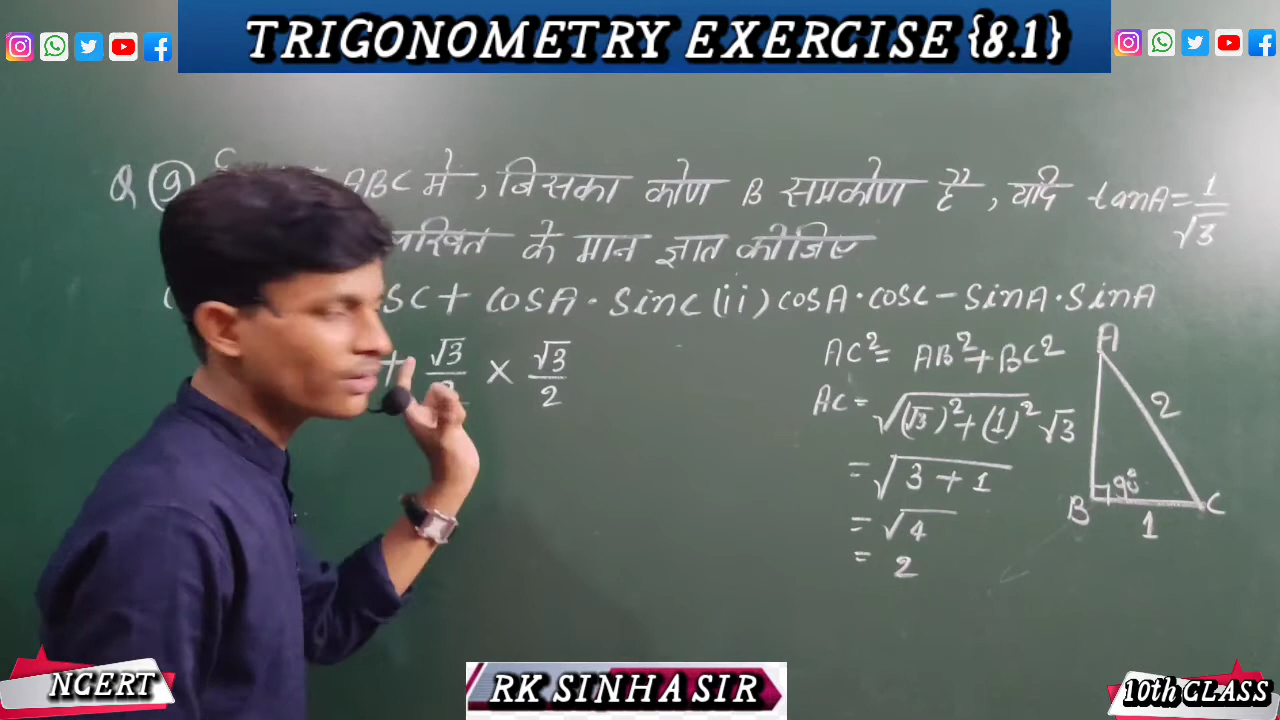 TRIGONOMETRY EXERCISE {8.1}
Q (9) ABC मे, जिसका कोण B समकोण है, यदि tanA = 1/√3
के मान ज्ञात कीजिए
SC + COSA · SinC (ii) COSA · COSC − SinA · SinA
+ √3/2 × √3/2
AC² = AB² + BC²
AC = √(√3)² + (1)²
= √3 + 1
= √4
= 2
A
2
√3
90°
B
C
1
NCERT
RK SINHA SIR
10th CLASS